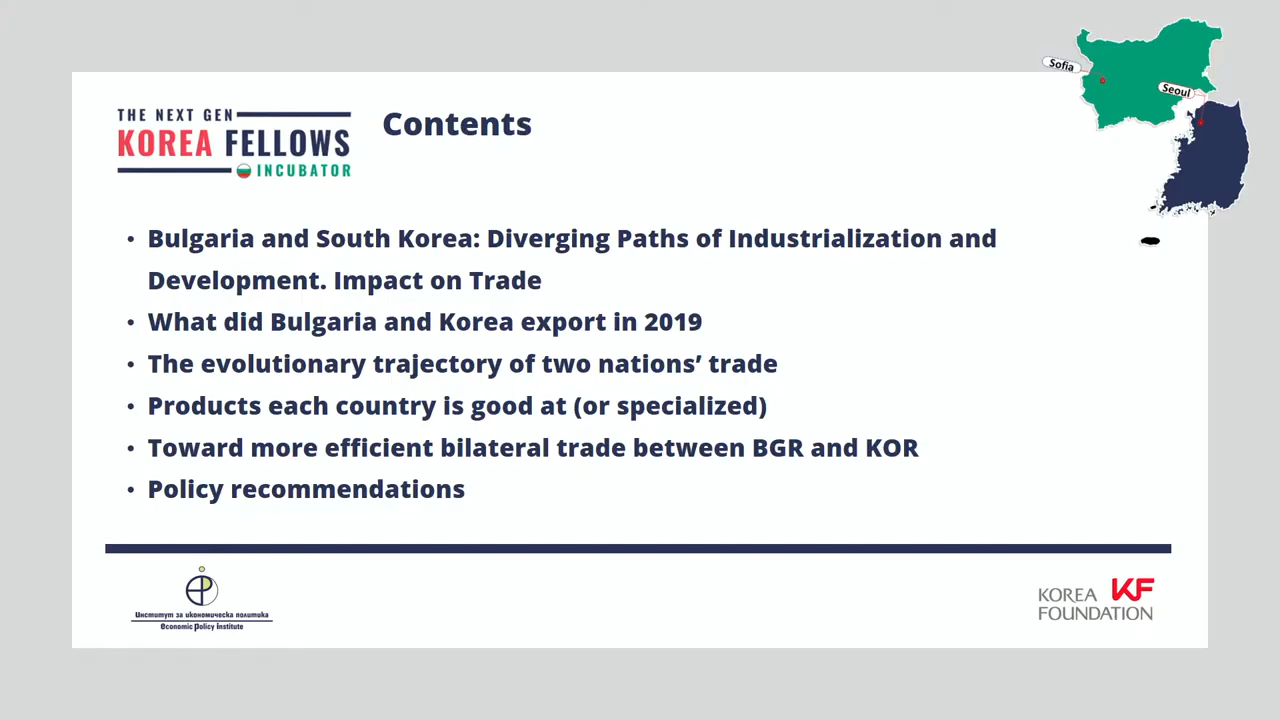 Sofia
Seoul
THE NEXT GEN
KOREA FELLOWS
INCUBATOR
Contents
• Bulgaria and South Korea: Diverging Paths of Industrialization and
Development. Impact on Trade
• What did Bulgaria and Korea export in 2019
• The evolutionary trajectory of two nations’ trade
• Products each country is good at (or specialized)
• Toward more efficient bilateral trade between BGR and KOR
• Policy recommendations
Институт за икономическа политика
Economic Policy Institute
KOREA KF
FOUNDATION